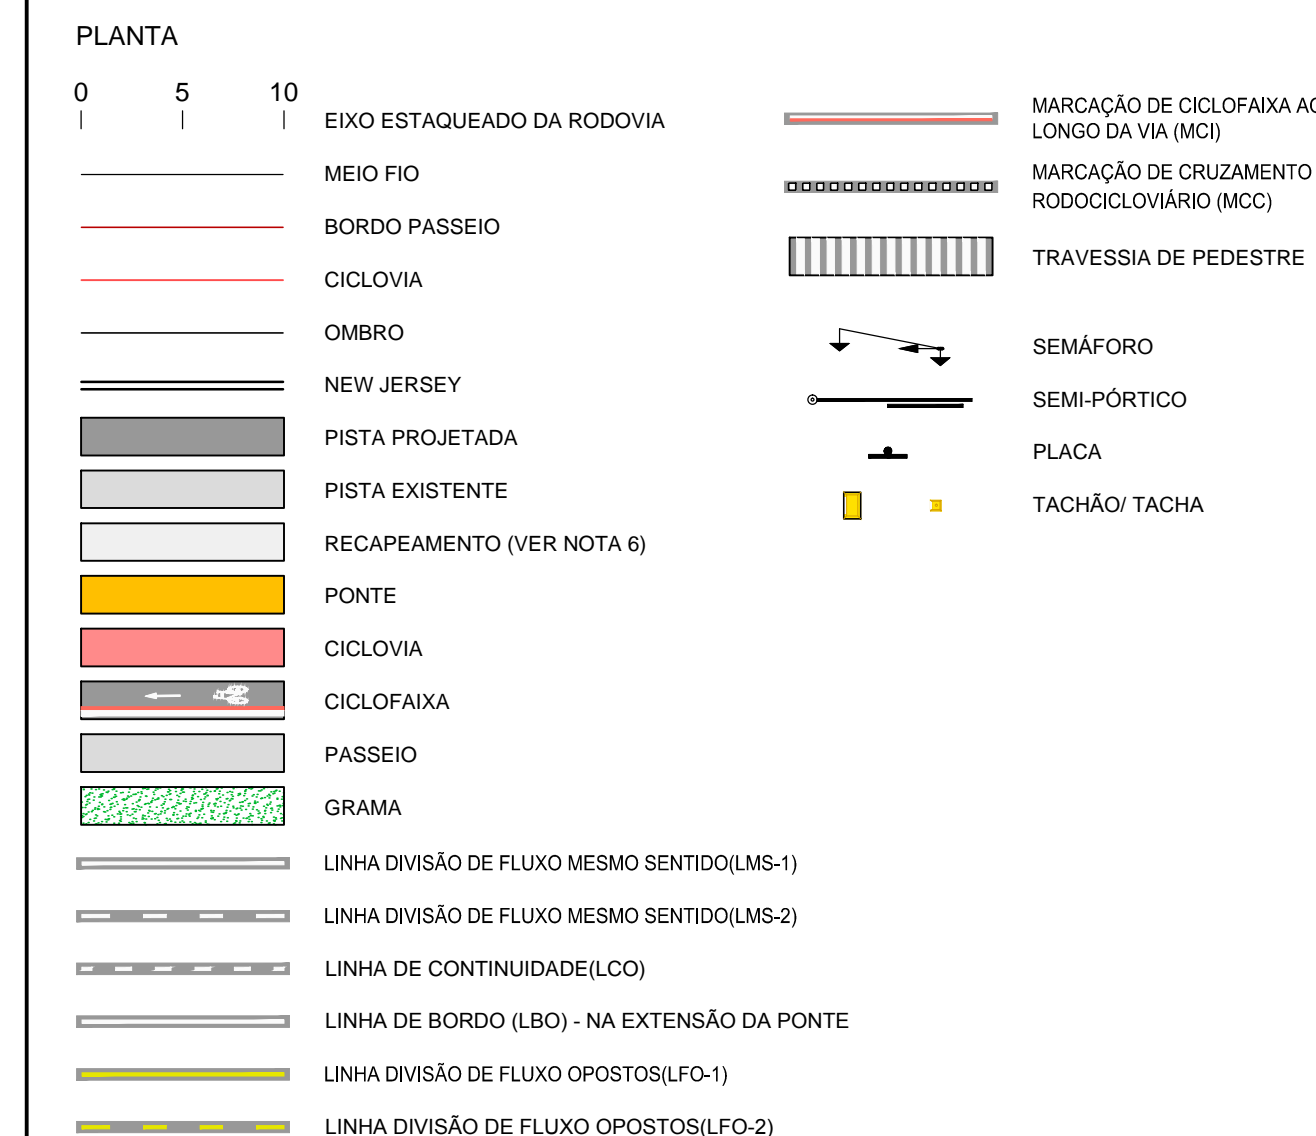 PLANTA
0 5 10
EIXO ESTAQUEADO DA RODOVIA
MEIO FIO
BORDO PASSEIO
CICLOVIA
OMBRO
NEW JERSEY
PISTA PROJETADA
PISTA EXISTENTE
RECAPEAMENTO (VER NOTA 6)
PONTE
CICLOVIA
CICLOFAIXA
PASSEIO
GRAMA
LINHA DIVISÃO DE FLUXO MESMO SENTIDO(LMS-1)
LINHA DIVISÃO DE FLUXO MESMO SENTIDO(LMS-2)
LINHA DE CONTINUIDADE(LCO)
LINHA DE BORDO (LBO) - NA EXTENSÃO DA PONTE
LINHA DIVISÃO DE FLUXO OPOSTOS(LFO-1)
LINHA DIVISÃO DE FLUXO OPOSTOS(LFO-2)
MARCAÇÃO DE CICLOFAIXA AO
LONGO DA VIA (MCI)
MARCAÇÃO DE CRUZAMENTO
RODOCICLOVIÁRIO (MCC)
TRAVESSIA DE PEDESTRE
SEMÁFORO
SEMI-PÓRTICO
PLACA
TACHÃO/ TACHA